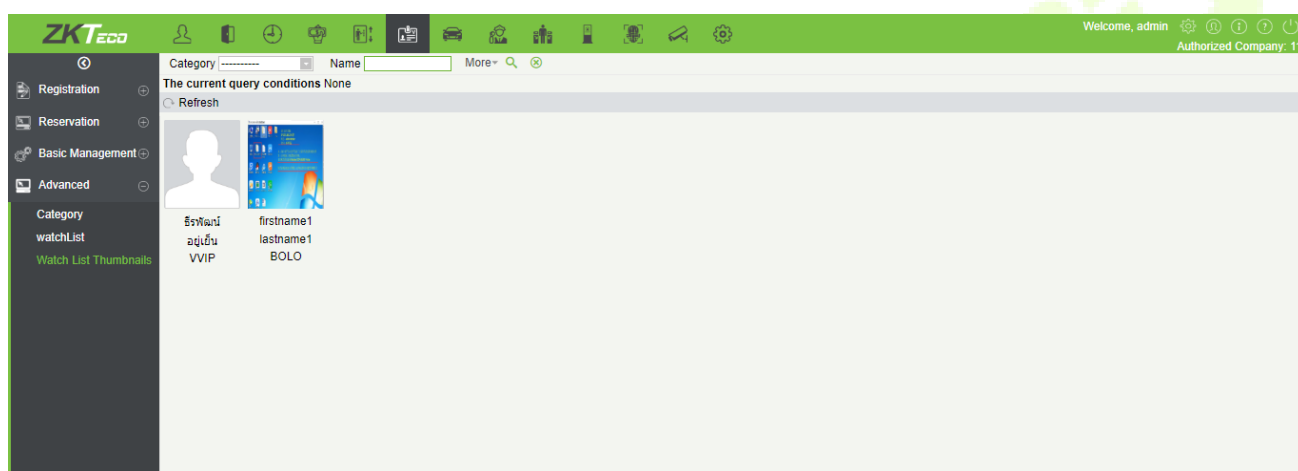 ZKTeco
Welcome, admin
Authorized Company: 1
Category ---------- Name More
The current query conditions None
Refresh
Registration
Reservation
Basic Management
Advanced
Category
watchList
Watch List Thumbnails
ธีรพัฒน์
อยู่เย็น
VVIP
firstname1
lastname1
BOLO